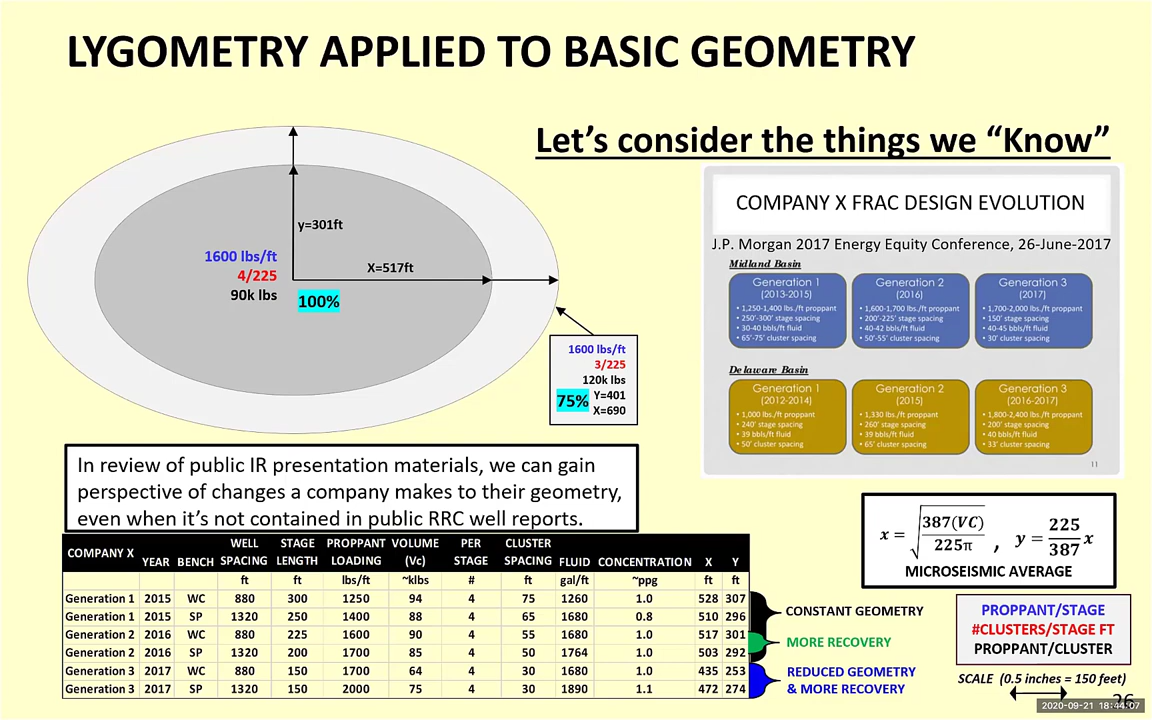 LYGOMETRY APPLIED TO BASIC GEOMETRY
Let's consider the things we “Know”
y=301ft
X=517ft
1600 lbs/ft
4/225
90k lbs
100%
1600 lbs/ft
3/225
120k lbs
75% Y=401
X=690
COMPANY X FRAC DESIGN EVOLUTION
J.P. Morgan 2017 Energy Equity Conference, 26-June-2017
Midland Basin
Generation 1
(2013-2015)
• 1,250-1,400 lbs./ft proppant
• 250'-300' stage spacing
• 30-40 bbls/ft fluid
• 65'-75' cluster spacing
Generation 2
(2016)
• 1,600-1,700 lbs./ft proppant
• 200'-225' stage spacing
• 40-42 bbls/ft fluid
• 50'-55' cluster spacing
Generation 3
(2017)
• 1,700-2,000 lbs./ft proppant
• 150' stage spacing
• 40-45 bbls/ft fluid
• 30' cluster spacing
Delaware Basin
Generation 1
(2012-2014)
• 1,000 lbs./ft proppant
• 240' stage spacing
• 39 bbls/ft fluid
• 50' cluster spacing
Generation 2
(2015)
• 1,330 lbs./ft proppant
• 260' stage spacing
• 39 bbls/ft fluid
• 65' cluster spacing
Generation 3
(2016-2017)
• 1,800-2,400 lbs./ft proppant
• 200' stage spacing
• 40 bbls/ft fluid
• 33' cluster spacing
11
In review of public IR presentation materials, we can gain
perspective of changes a company makes to their geometry,
even when it's not contained in public RRC well reports.
x = √(387(VC)/225π) , y = 225/387 x
MICROSEISMIC AVERAGE
COMPANY X YEAR BENCH WELL SPACING STAGE LENGTH PROPPANT LOADING VOLUME (Vc) PER STAGE CLUSTER SPACING FLUID CONCENTRATION X Y
ft ft lbs/ft ~klbs # ft gal/ft ~ppg ft ft
Generation 1 2015 WC 880 300 1250 94 4 75 1260 1.0 528 307
Generation 1 2015 SP 1320 250 1400 88 4 65 1680 0.8 510 296
Generation 2 2016 WC 880 225 1600 90 4 55 1680 1.0 517 301
Generation 2 2016 SP 1320 200 1700 85 4 50 1764 1.0 503 292
Generation 3 2017 WC 880 150 1700 64 4 30 1680 1.0 435 253
Generation 3 2017 SP 1320 150 2000 75 4 30 1890 1.1 472 274
CONSTANT GEOMETRY
MORE RECOVERY
REDUCED GEOMETRY
& MORE RECOVERY
PROPPANT/STAGE
#CLUSTERS/STAGE FT
PROPPANT/CLUSTER
SCALE (0.5 inches = 150 feet)
26
2020-09-21 18:44:07